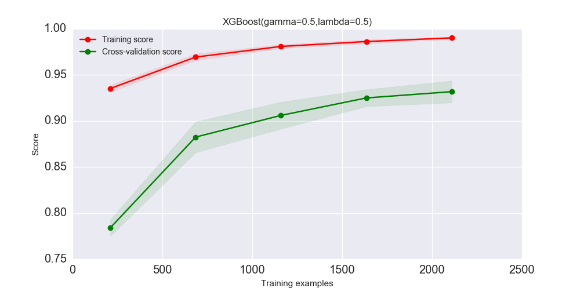 XGBoost(gamma=0.5,lambda=0.5)
1.00
0.95
0.90
0.85
0.80
0.75
Score
Training score
Cross-validation score
0
500
1000
1500
2000
2500
Training examples